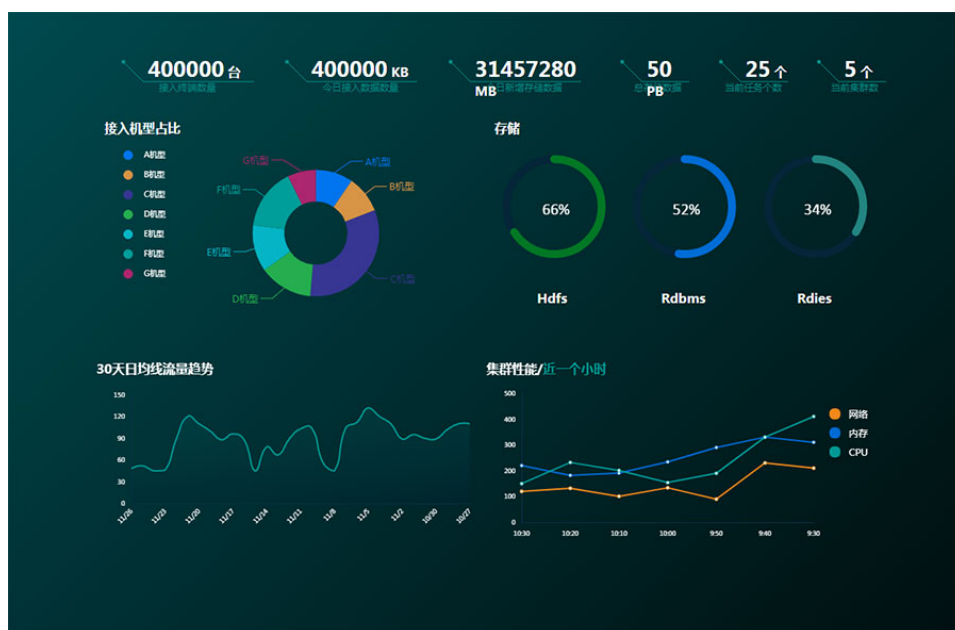 400000 台
接入终端数量
400000 KB
今日接入数据数量
31457280
MB
日新增存储数据
50
PB
数据
25 个
当前任务个数
5 个
当前集群数
接入机型占比
A机型
B机型
C机型
D机型
E机型
F机型
G机型
G机型
A机型
B机型
F机型
E机型
C机型
D机型
存储
66%
52%
34%
Hdfs
Rdbms
Rdies
30天日均线流量趋势
150
120
90
60
30
0
11/26
11/23
11/20
11/17
11/14
11/11
11/8
11/5
11/2
10/30
10/27
集群性能/近一个小时
500
400
300
200
100
0
10:30
10:20
10:10
10:00
9:50
9:40
9:30
网络
内存
CPU